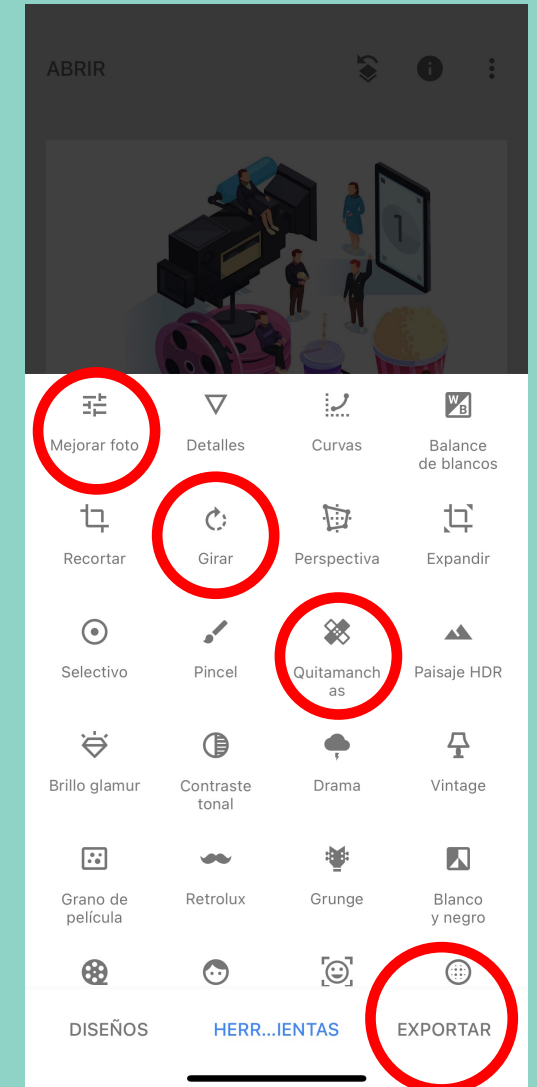 ABRIR
1
Mejorar foto
Detalles
Curvas
W
B
Balance
de blancos
Recortar
Girar
Perspectiva
Expandir
Selectivo
Pincel
Quitamanch
as
Paisaje HDR
Brillo glamur
Contraste
tonal
Drama
Vintage
Grano de
película
Retrolux
Grunge
Blanco
y negro
DISEÑOS
HERR...IENTAS
EXPORTAR